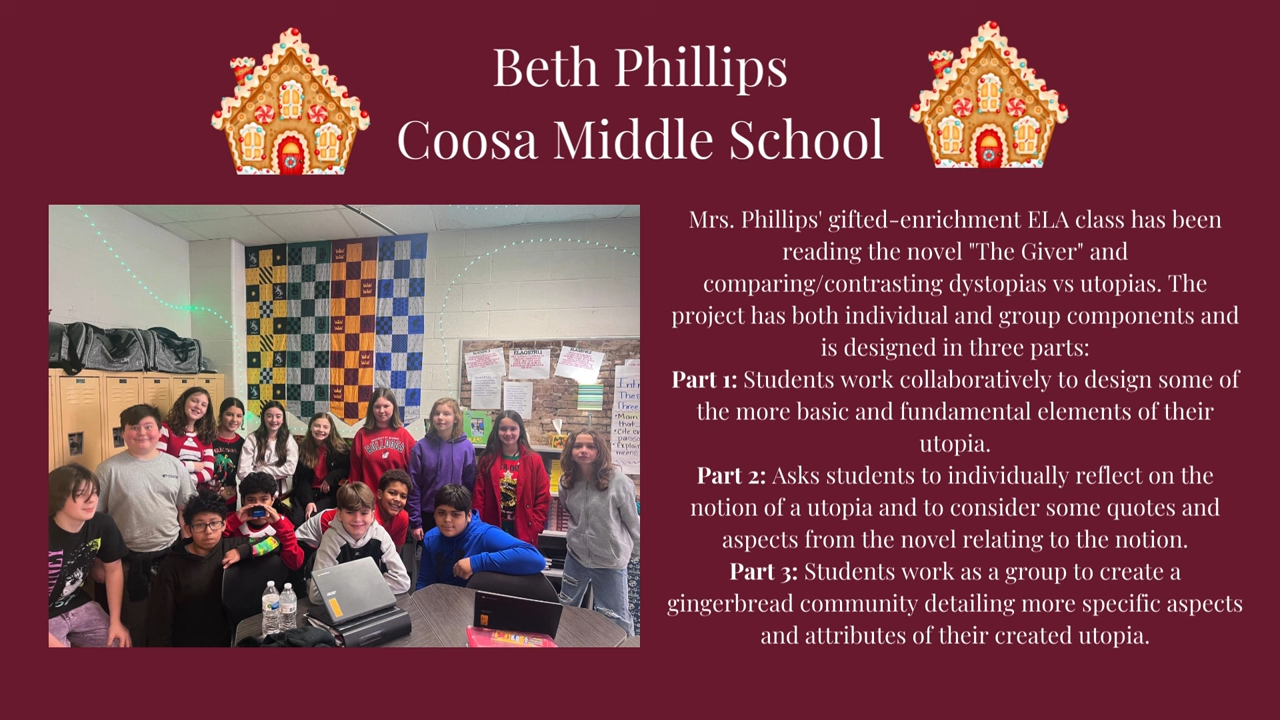 Beth Phillips
Coosa Middle School
Mrs. Phillips' gifted-enrichment ELA class has been
reading the novel "The Giver" and
comparing/contrasting dystopias vs utopias. The
project has both individual and group components and
is designed in three parts:
Part 1: Students work collaboratively to design some of
the more basic and fundamental elements of their
utopia.
Part 2: Asks students to individually reflect on the
notion of a utopia and to consider some quotes and
aspects from the novel relating to the notion.
Part 3: Students work as a group to create a
gingerbread community detailing more specific aspects
and attributes of their created utopia.